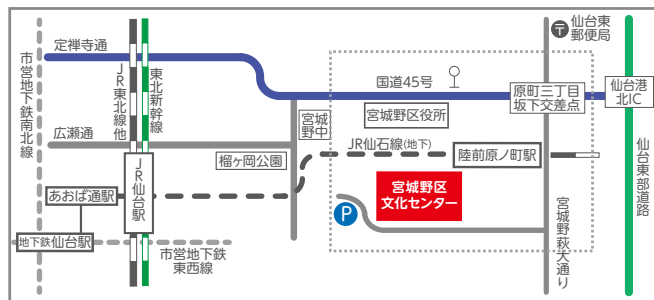 定禅寺通
市営地下鉄南北線
JR東北線他
東北新幹線
広瀬通
国道45号
〒
仙台東
郵便局
原町三丁目
坂下交差点
仙台港
北IC
宮城
野中
宮城野区役所
JR仙石線(地下)
陸前原ノ町駅
榴ヶ岡公園
JR仙台駅
あおば通駅
地下鉄仙台駅
市営地下鉄
東西線
宮城野区
文化センター
P
宮城野萩大通り
仙台東部道路